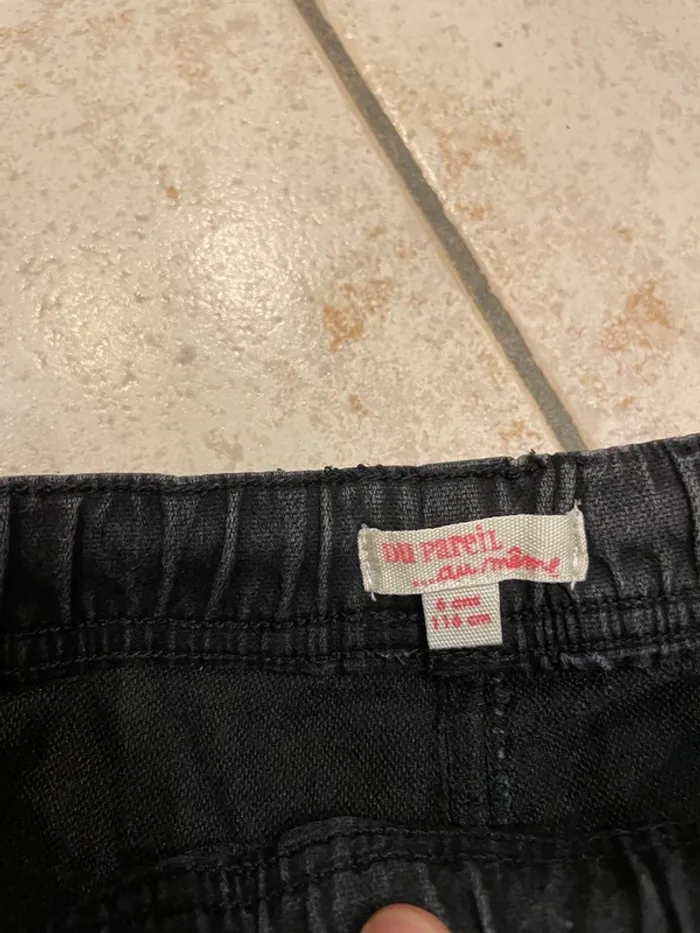 DU PAREIL
...au même
6 ans
116 cm